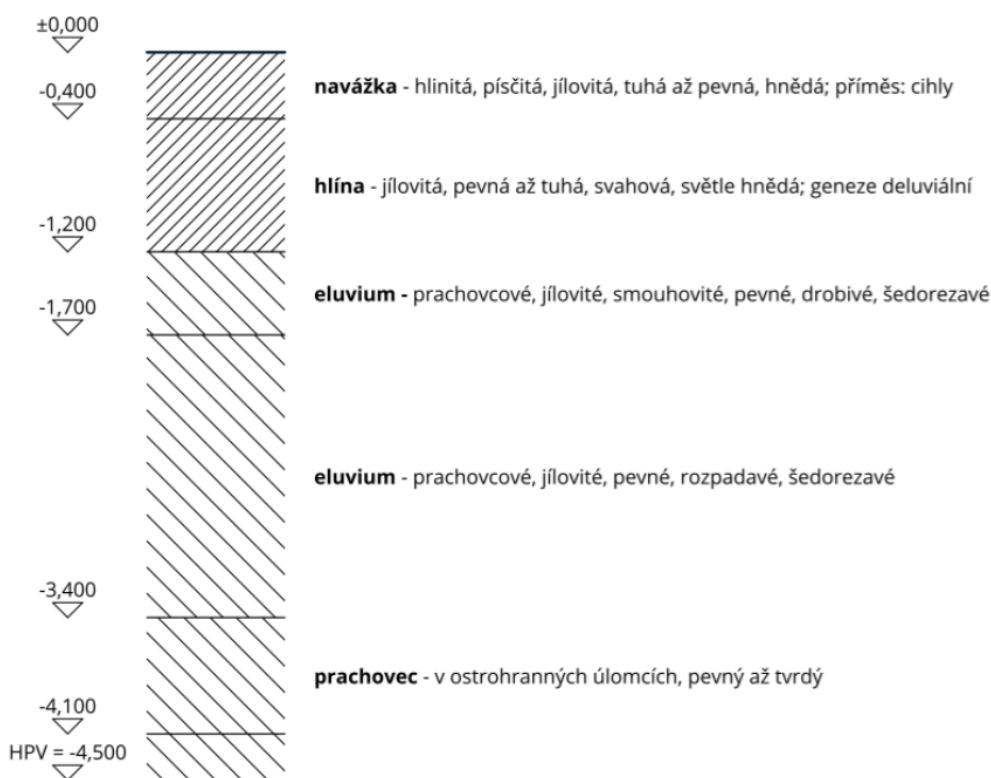 ±0,000
navážka - hlinitá, písčitá, jílovitá, tuhá až pevná, hnědá; příměs: cihly
-0,400
hlína - jílovitá, pevná až tuhá, svahová, světle hnědá; geneze deluviální
-1,200
eluvium - prachovcové, jílovité, smouhovité, pevné, drobivé, šedorezavé
-1,700
eluvium - prachovcové, jílovité, pevné, rozpadavé, šedorezavé
-3,400
prachovec - v ostrohranných úlomcích, pevný až tvrdý
-4,100
HPV = -4,500